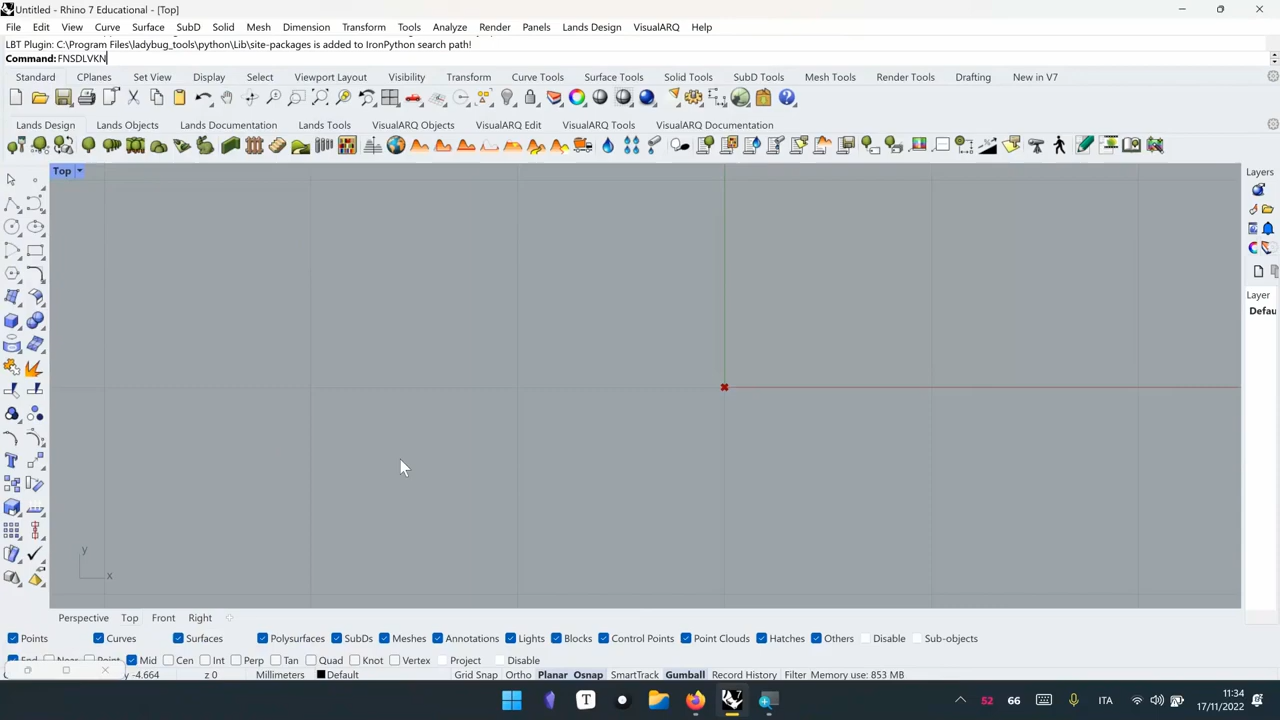 Untitled - Rhino 7 Educational - [Top]
File Edit View Curve Surface SubD Solid Mesh Dimension Transform Tools Analyze Render Panels Lands Design VisualARQ Help
LBT Plugin: C:\Program Files\ladybug_tools\python\Lib\site-packages is added to IronPython search path!
Command: FNSDLVKN
Standard CPlanes Set View Display Select Viewport Layout Visibility Transform Curve Tools Surface Tools Solid Tools SubD Tools Mesh Tools Render Tools Drafting New in V7
Lands Design Lands Objects Lands Documentation Lands Tools VisualARQ Objects VisualARQ Edit VisualARQ Tools VisualARQ Documentation
Top
Layers
Layer
Defau
y
x
Perspective Top Front Right
Points Curves Surfaces Polysurfaces SubDs Meshes Annotations Lights Blocks Control Points Point Clouds Hatches Others Disable Sub-objects
End Near Point Mid Cen Int Perp Tan Quad Knot Vertex Project Disable
y -4.664 z 0 Millimeters Default Grid Snap Ortho Planar Osnap SmartTrack Gumball Record History Filter Memory use: 853 MB
T 7 52 66 ITA 11:34
17/11/2022